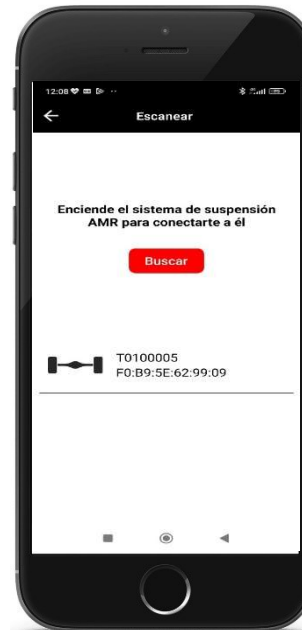 12:08
Escanear
Enciende el sistema de suspensión
AMR para conectarte a él
Buscar
T0100005
F0:B9:5E:62:99:09